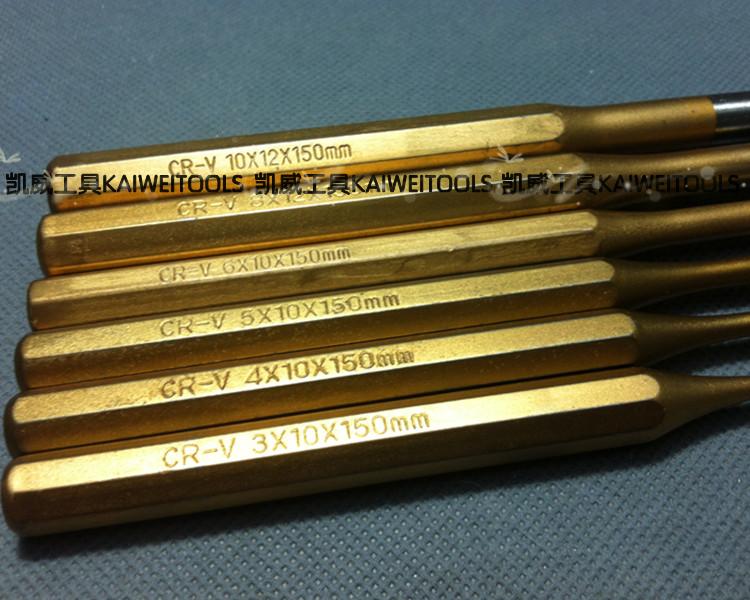 CR-V 10X12X150mm
凯威工具KAIWEITOOLS 凯威工具KAIWEITOOLS 凯威工具KAIWEITOOLS
CR-V 8X12X
CR-V 6X10X150mm
CR-V 5X10X150mm
CR-V 4X10X150mm
CR-V 3X10X150mm